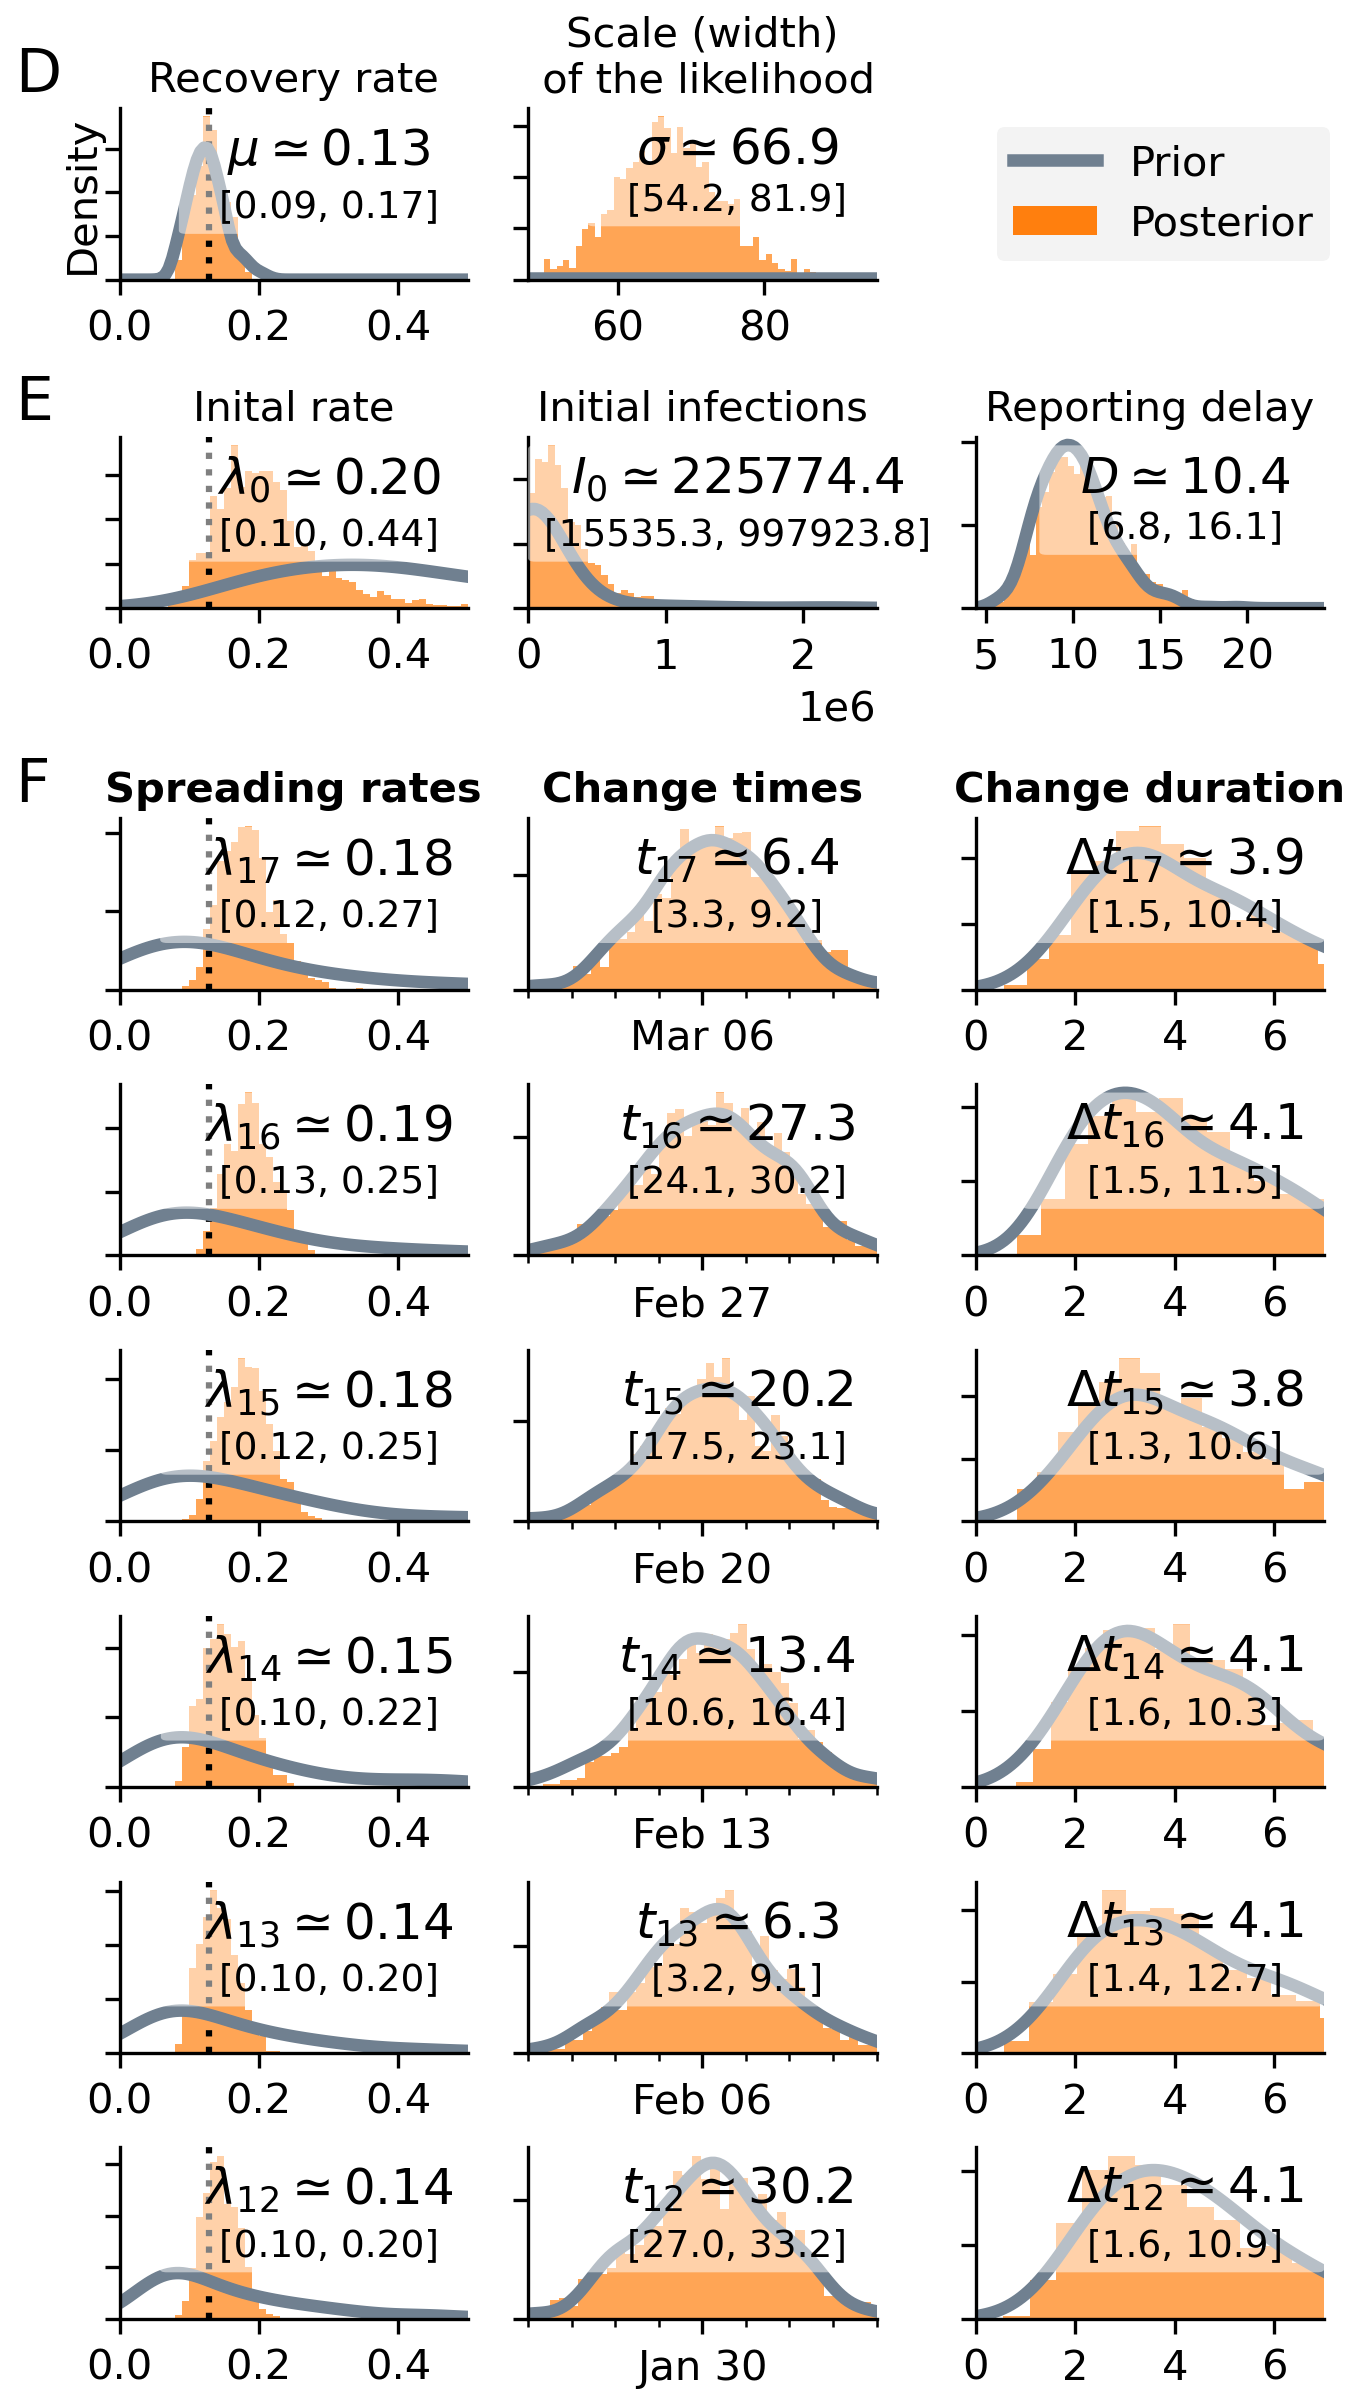 D
Recovery rate
Scale (width)
of the likelihood
Density
μ ≃ 0.13
[0.09, 0.17]
0.0 0.2 0.4
σ ≃ 66.9
[54.2, 81.9]
60 80
Prior
Posterior
E
Inital rate
λ0 ≃ 0.20
[0.10, 0.44]
0.0 0.2 0.4
Initial infections
I0 ≃ 225774.4
[15535.3, 997923.8]
0 1 2
1e6
Reporting delay
D ≃ 10.4
[6.8, 16.1]
5 10 15 20
F
Spreading rates
Change times
Change duration
λ17 ≃ 0.18
[0.12, 0.27]
0.0 0.2 0.4
t17 ≃ 6.4
[3.3, 9.2]
Mar 06
Δt17 ≃ 3.9
[1.5, 10.4]
0 2 4 6
λ16 ≃ 0.19
[0.13, 0.25]
0.0 0.2 0.4
t16 ≃ 27.3
[24.1, 30.2]
Feb 27
Δt16 ≃ 4.1
[1.5, 11.5]
0 2 4 6
λ15 ≃ 0.18
[0.12, 0.25]
0.0 0.2 0.4
t15 ≃ 20.2
[17.5, 23.1]
Feb 20
Δt15 ≃ 3.8
[1.3, 10.6]
0 2 4 6
λ14 ≃ 0.15
[0.10, 0.22]
0.0 0.2 0.4
t14 ≃ 13.4
[10.6, 16.4]
Feb 13
Δt14 ≃ 4.1
[1.6, 10.3]
0 2 4 6
λ13 ≃ 0.14
[0.10, 0.20]
0.0 0.2 0.4
t13 ≃ 6.3
[3.2, 9.1]
Feb 06
Δt13 ≃ 4.1
[1.4, 12.7]
0 2 4 6
λ12 ≃ 0.14
[0.10, 0.20]
0.0 0.2 0.4
t12 ≃ 30.2
[27.0, 33.2]
Jan 30
Δt12 ≃ 4.1
[1.6, 10.9]
0 2 4 6